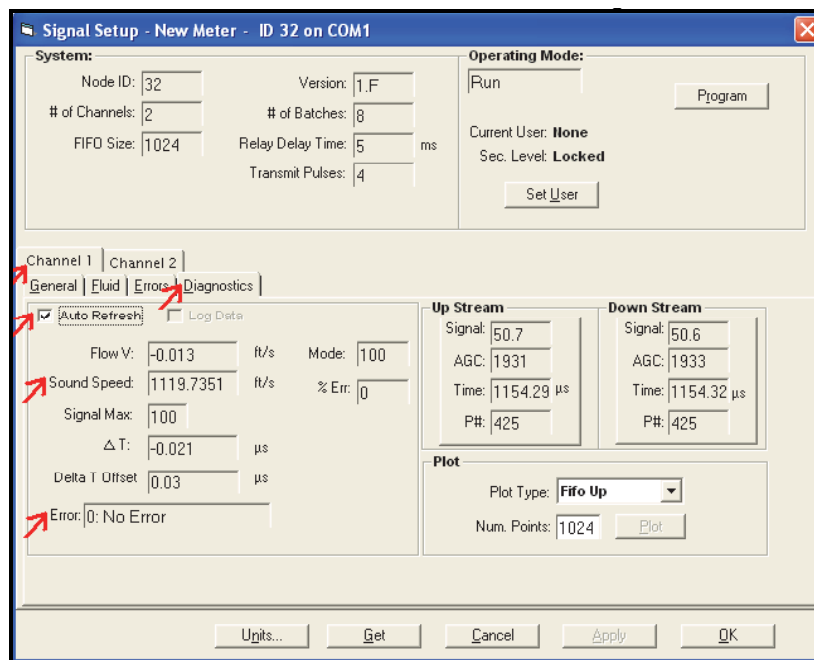 Signal Setup - New Meter - ID 32 on COM1
System:
Node ID: 32
Version: 1.F
# of Channels: 2
# of Batches: 8
FIFO Size: 1024
Relay Delay Time: 5 ms
Transmit Pulses: 4
Operating Mode:
Run
Program
Current User: None
Sec. Level: Locked
Set User
Channel 1 Channel 2
General Fluid Errors Diagnostics
Auto Refresh Log Data
Flow V: -0.013 ft/s Mode: 100
Sound Speed: 1119.7351 ft/s % Err: 0
Signal Max: 100
Δ T: -0.021 µs
Delta T Offset 0.03 µs
Error: 0: No Error
Up Stream
Signal: 50.7
AGC: 1931
Time: 1154.29 µs
P#: 425
Down Stream
Signal: 50.6
AGC: 1933
Time: 1154.32 µs
P#: 425
Plot
Plot Type: Fifo Up
Num. Points: 1024 Plot
Units... Get Cancel Apply OK